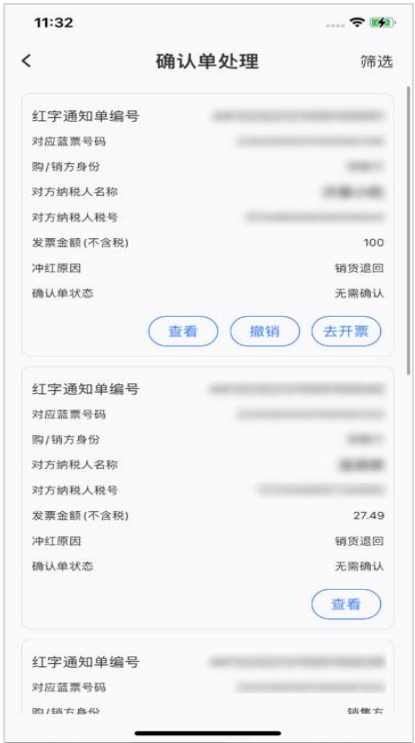 11:32
确认单处理 筛选
红字通知单编号
对应蓝票号码
购/销方身份
对方纳税人名称
对方纳税人税号
发票金额(不含税) 100
冲红原因 销货退回
确认单状态 无需确认
查看 撤销 去开票
红字通知单编号
对应蓝票号码
购/销方身份
对方纳税人名称
对方纳税人税号
发票金额(不含税) 27.49
冲红原因 销货退回
确认单状态 无需确认
查看
红字通知单编号
对应蓝票号码
购/销方身份 销售方